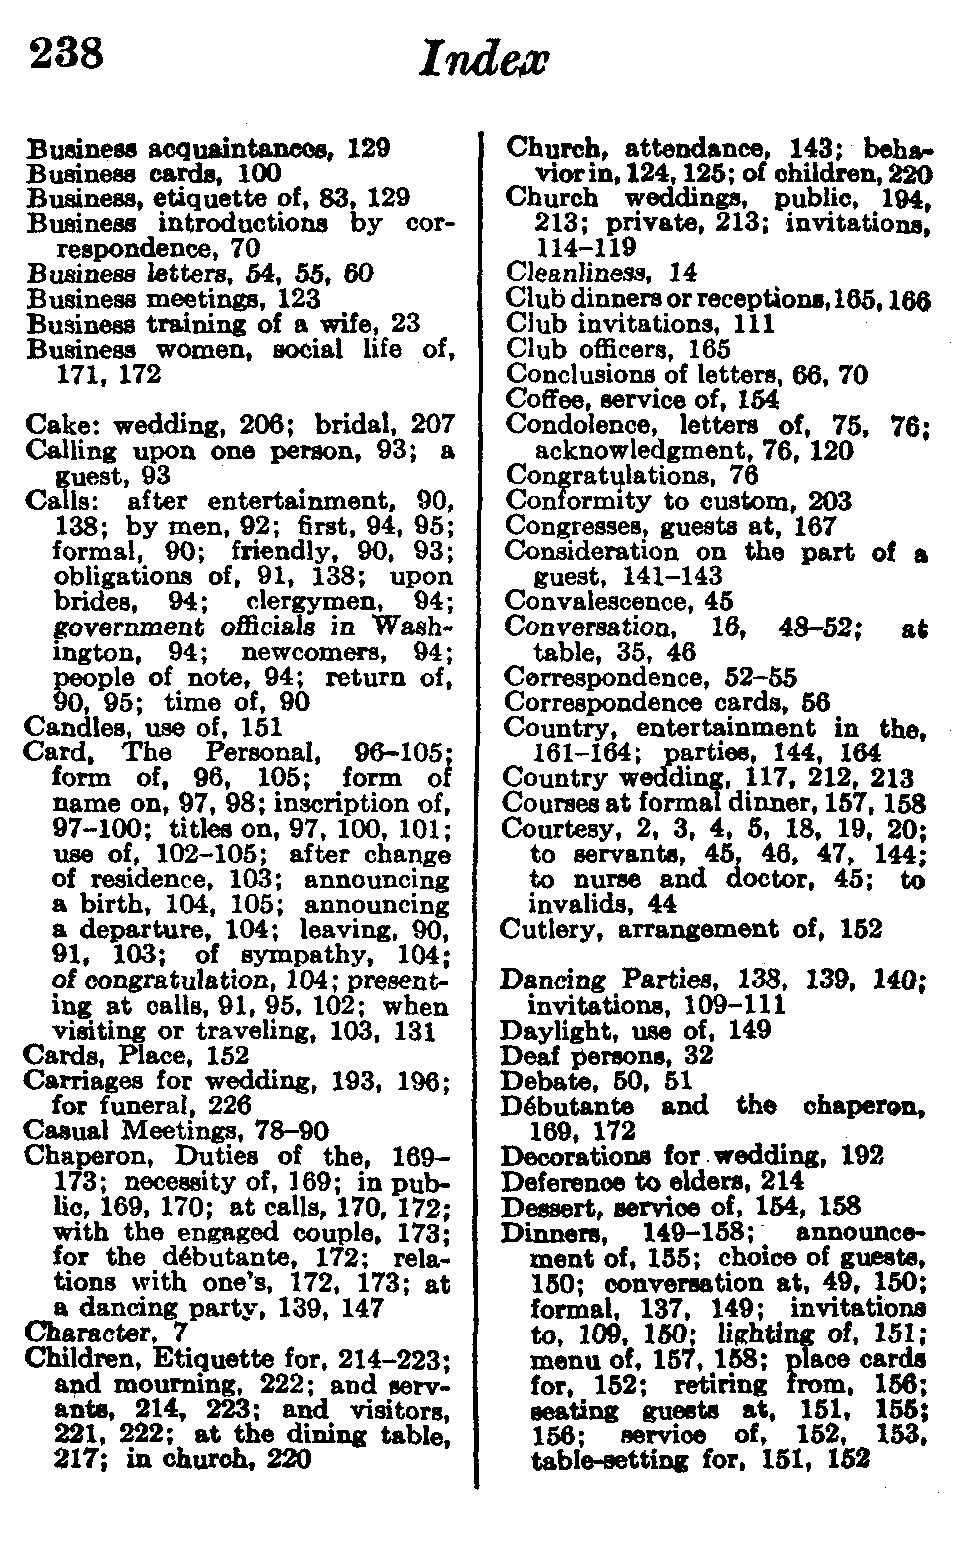 238
Index
Business acquaintances, 129
Business cards, 100
Business, etiquette of, 83, 129
Business introductions by cor-
respondence, 70
Business letters, 54, 55, 60
Business meetings, 123
Business training of a wife, 23
Business women, social life of,
171, 172
Cake: wedding, 206; bridal, 207
Calling upon one person, 93; a
guest, 93
Calls: after entertainment, 90,
138; by men, 92; first, 94, 95;
formal, 90; friendly, 90, 93;
obligations of, 91, 138; upon
brides, 94; clergymen, 94;
government officials in Wash-
ington, 94; newcomers, 94;
people of note, 94; return of,
90, 95; time of, 90
Candles, use of, 151
Card, The Personal, 96–105;
form of, 96, 105; form of
name on, 97, 98; inscription of,
97–100; titles on, 97, 100, 101;
use of, 102–105; after change
of residence, 103; announcing
a birth, 104, 105; announcing
a departure, 104; leaving, 90,
91, 103; of sympathy, 104;
of congratulation, 104; present-
ing at calls, 91, 95, 102; when
visiting or traveling, 103, 131
Cards, Place, 152
Carriages for wedding, 193, 196;
for funeral, 226
Casual Meetings, 78–90
Chaperon, Duties of the, 169–
173; necessity of, 169; in pub-
lic, 169, 170; at calls, 170, 172;
with the engaged couple, 173;
for the débutante, 172; rela-
tions with one's, 172, 173; at
a dancing party, 139, 147
Character, 7
Children, Etiquette for, 214–223;
and mourning, 222; and serv-
ants, 214, 223; and visitors,
221, 222; at the dining table,
217; in church, 220
Church, attendance, 143; beha-
vior in, 124, 125; of children, 220
Church weddings, public, 194,
213; private, 213; invitations,
114–119
Cleanliness, 14
Club dinners or receptions, 165, 166
Club invitations, 111
Club officers, 165
Conclusions of letters, 66, 70
Coffee, service of, 154
Condolence, letters of, 75, 76;
acknowledgment, 76, 120
Congratulations, 76
Conformity to custom, 203
Congresses, guests at, 167
Consideration on the part of a
guest, 141–143
Convalescence, 45
Conversation, 16, 48–52; at
table, 35, 46
Correspondence, 52–55
Correspondence cards, 56
Country, entertainment in the,
161–164; parties, 144, 164
Country wedding, 117, 212, 213
Courses at formal dinner, 157, 158
Courtesy, 2, 3, 4, 5, 18, 19, 20;
to servants, 45, 46, 47, 144;
to nurse and doctor, 45; to
invalids, 44
Cutlery, arrangement of, 152
Dancing Parties, 138, 139, 140;
invitations, 109–111
Daylight, use of, 149
Deaf persons, 32
Debate, 50, 51
Débutante and the chaperon,
169, 172
Decorations for wedding, 192
Deference to elders, 214
Dessert, service of, 154, 158
Dinners, 149–158; announce-
ment of, 155; choice of guests,
150; conversation at, 49, 150;
formal, 137, 149; invitations
to, 109, 150; lighting of, 151;
menu of, 157, 158; place cards
for, 152; retiring from, 156;
seating guests at, 151, 155;
156; service of, 152, 153,
table-setting for, 151, 152